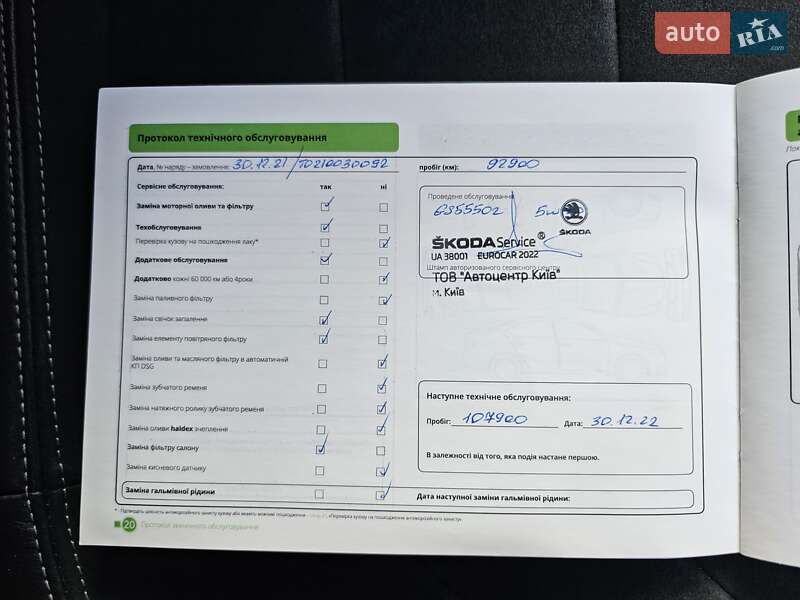 auto RIA .com
Протокол технічного обслуговування
Дата, № наряду – замовлення: 30.12.21/ТО210030092 пробіг (км): 92900
Сервісне обслуговування: так ні
Заміна моторної оливи та фільтру
Техобслуговування
Перевірка кузову на пошкодження лаку*
Додаткове обслуговування
Додатково кожні 60 000 км або 4роки
Заміна паливного фільтру
Заміна свічок запалення
Заміна елементу повітряного фільтру
Заміна оливи та масляного фільтру в автоматичній
КП DSG
Заміна зубчатого ременя
Заміна натяжного ролику зубчатого ременя
Заміна оливи haldex зчеплення
Заміна фільтру салону
Заміна кисневого датчику
Заміна гальмівної рідини
Проведене обслуговування
GS55502 5w
ŠKODA
ŠKODA Service®
UA 38001 EUROCAR 2022
Штамп авторизованого сервісного центру
ТОВ "Автоцентр Київ"
м. Київ
Наступне технічне обслуговування:
Пробіг: 107900 Дата: 30.12.22
В залежності від того, яка подія настане першою.
Дата наступної заміни гальмівної рідини:
20 Протокол технічного обслуговування